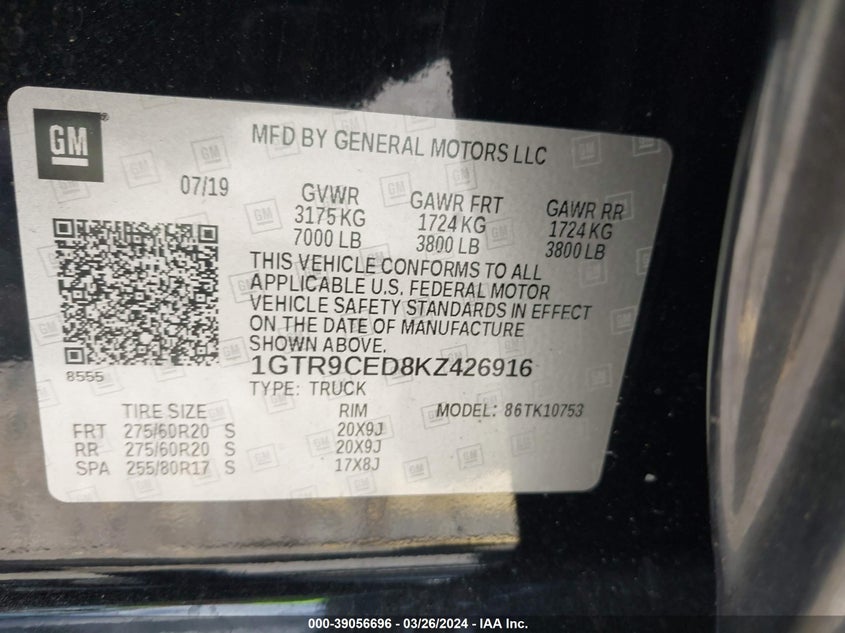 GM
MFD BY GENERAL MOTORS LLC
07/19
GVWR
3175 KG
7000 LB
GAWR FRT
1724 KG
3800 LB
GAWR RR
1724 KG
3800 LB
THIS VEHICLE CONFORMS TO ALL
APPLICABLE U.S. FEDERAL MOTOR
VEHICLE SAFETY STANDARDS IN EFFECT
ON THE DATE OF MANUFACTURE
SHOWN ABOVE.
8555
1GTR9CED8KZ426916
TYPE: TRUCK
MODEL: 86TK10753
TIRE SIZE RIM
FRT 275/60R20 S 20X9J
RR 275/60R20 S 20X9J
SPA 255/80R17 S 17X8J
000-39056696 - 03/26/2024 - IAA Inc.